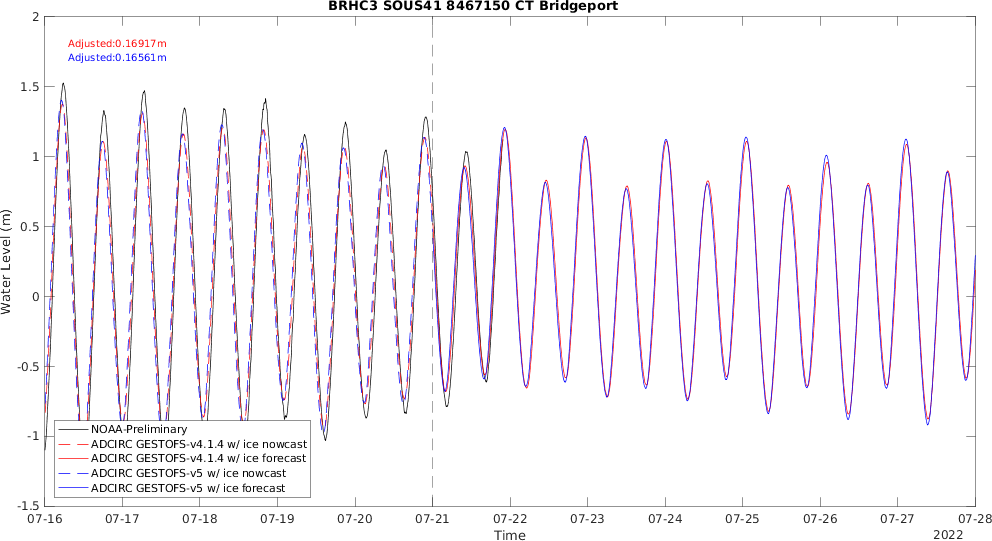 BRHC3 SOUS41 8467150 CT Bridgeport
Adjusted:0.16917m
Adjusted:0.16561m
2
1.5
1
0.5
0
-0.5
-1
-1.5
Water Level (m)
NOAA-Preliminary
ADCIRC GESTOFS-v4.1.4 w/ ice nowcast
ADCIRC GESTOFS-v4.1.4 w/ ice forecast
ADCIRC GESTOFS-v5 w/ ice nowcast
ADCIRC GESTOFS-v5 w/ ice forecast
07-16 07-17 07-18 07-19 07-20 07-21 07-22 07-23 07-24 07-25 07-26 07-27 07-28
Time
2022